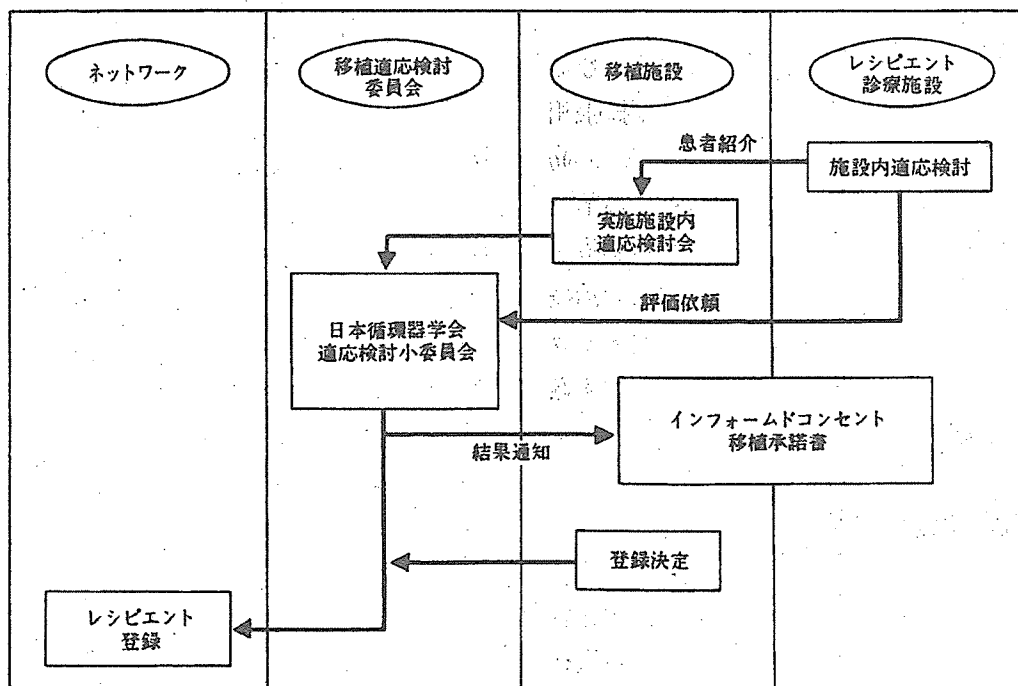 ネットワーク
移植適応検討
委員会
移植施設
レシピエント
診療施設
患者紹介
施設内適応検討
実施施設内
適応検討会
評価依頼
日本循環器学会
適応検討小委員会
インフォームドコンセント
移植承諾書
結果通知
登録決定
レシピエント
登録